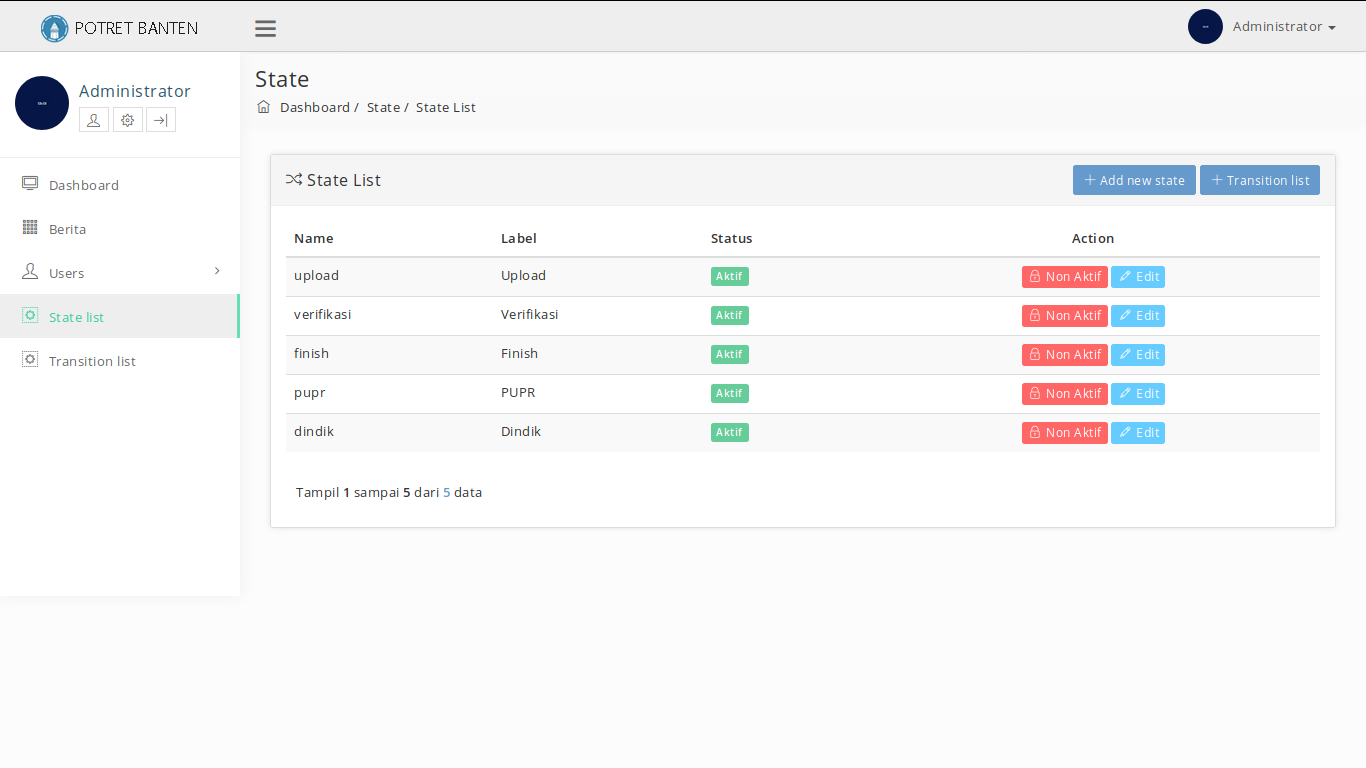 POTRET BANTEN
Administrator
Administrator
State
Dashboard / State / State List
Dashboard
Berita
Users
State list
Transition list
State List
Add new state
Transition list
Name Label Status Action
upload Upload Aktif Non Aktif Edit
verifikasi Verifikasi Aktif Non Aktif Edit
finish Finish Aktif Non Aktif Edit
pupr PUPR Aktif Non Aktif Edit
dindik Dindik Aktif Non Aktif Edit
Tampil 1 sampai 5 dari 5 data